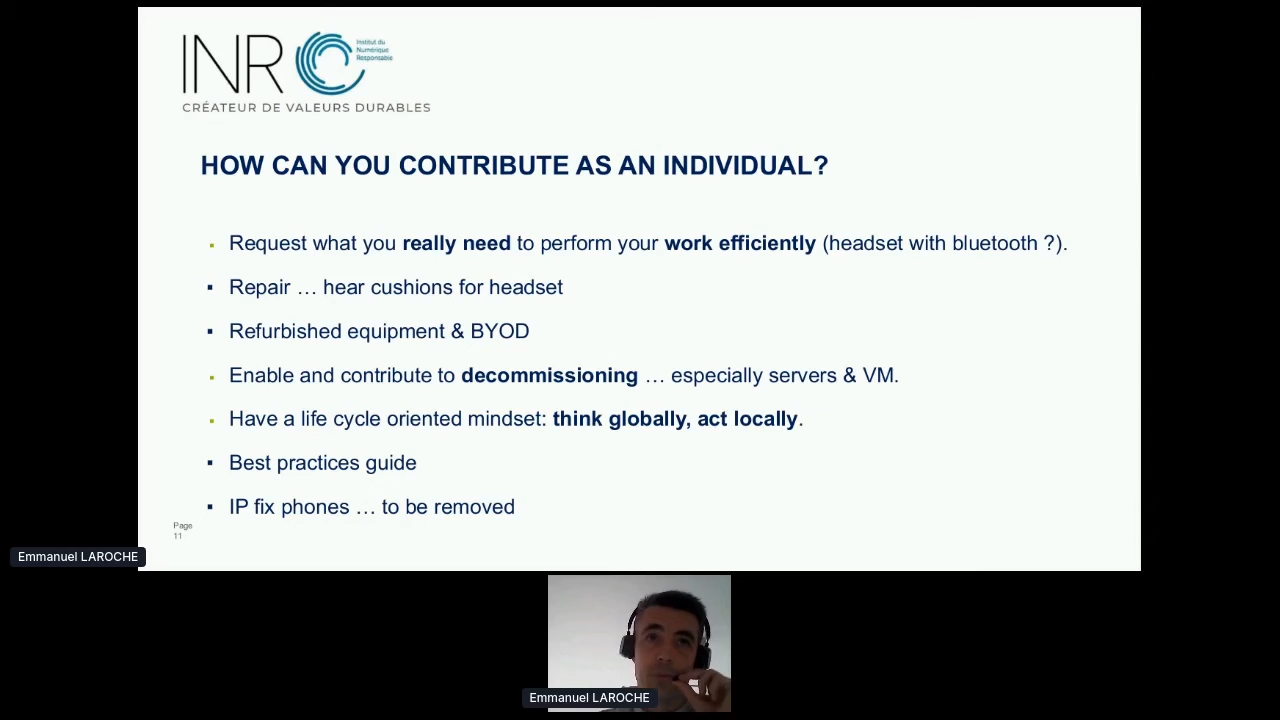 INR
Institut du
Numérique
Responsable
CRÉATEUR DE VALEURS DURABLES
HOW CAN YOU CONTRIBUTE AS AN INDIVIDUAL?
Request what you really need to perform your work efficiently (headset with bluetooth ?).
Repair … hear cushions for headset
Refurbished equipment & BYOD
Enable and contribute to decommissioning … especially servers & VM.
Have a life cycle oriented mindset: think globally, act locally.
Best practices guide
IP fix phones … to be removed
Page
11
Emmanuel LAROCHE
Emmanuel LAROCHE